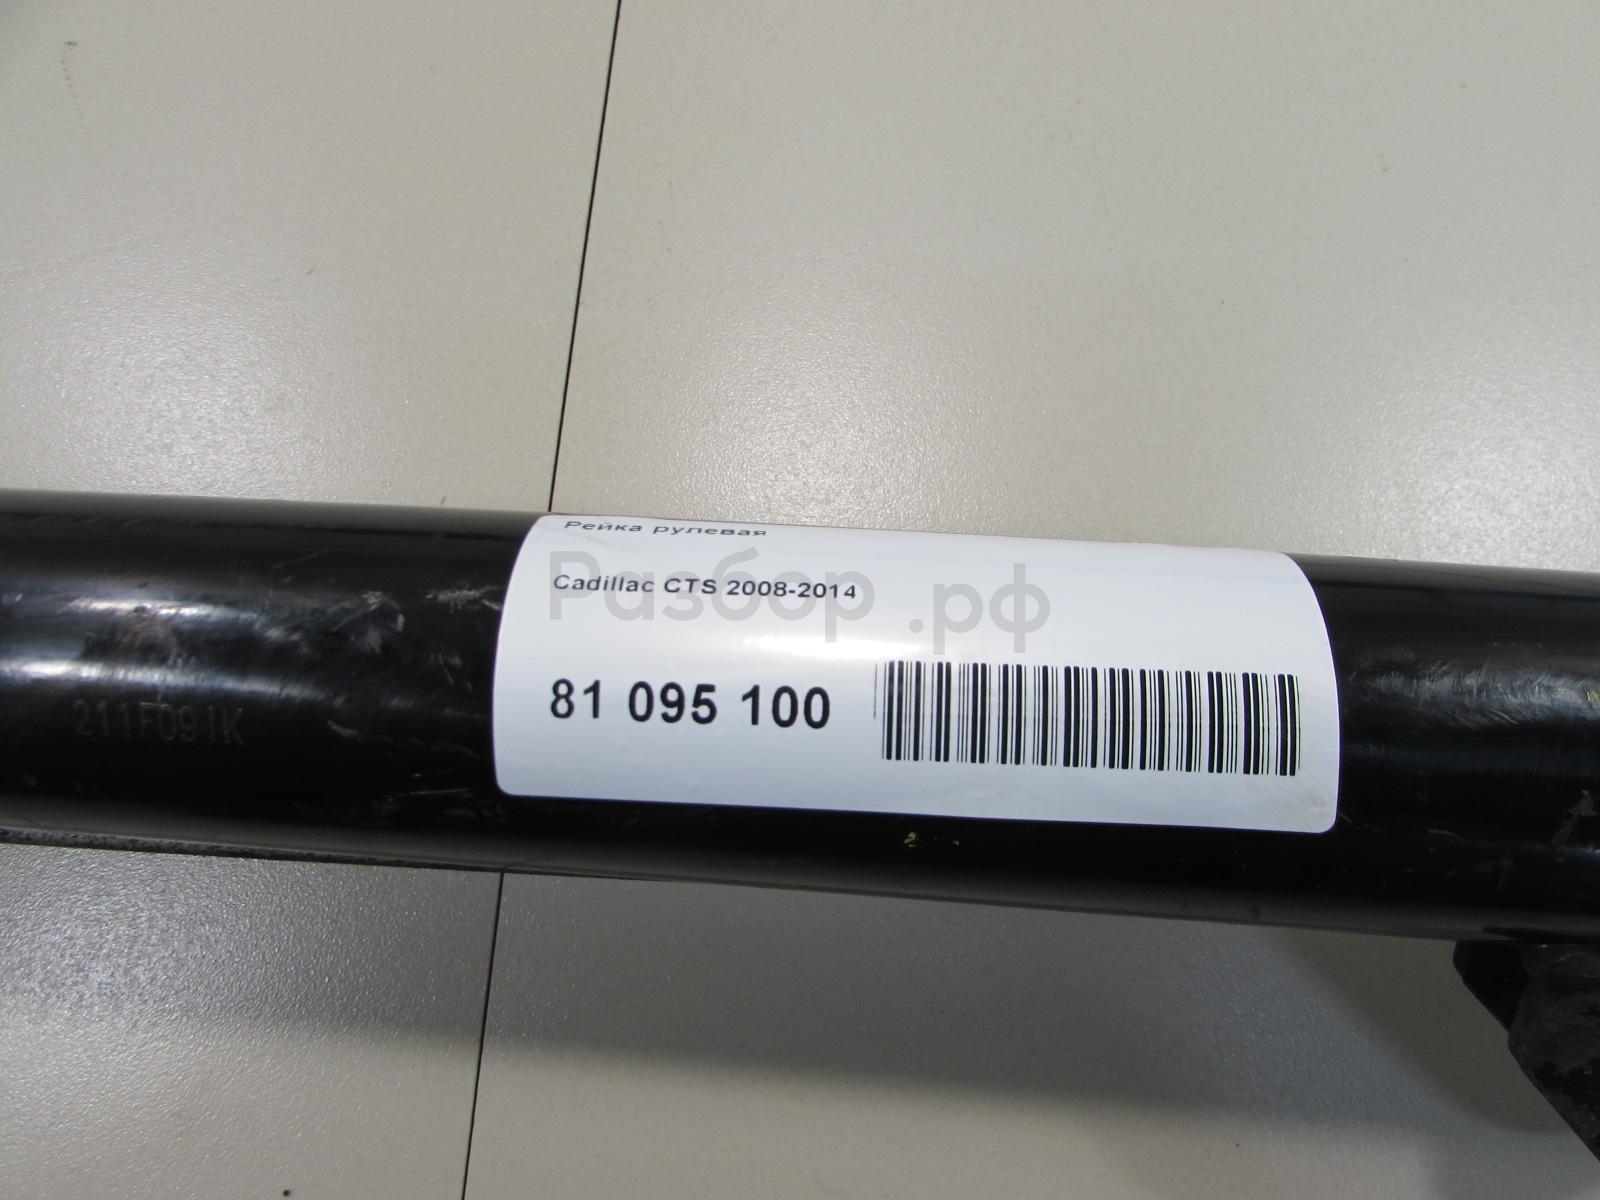 Рейка рулевая
Cadillac CTS 2008-2014
Разбор.рф
81 095 100
211F091K